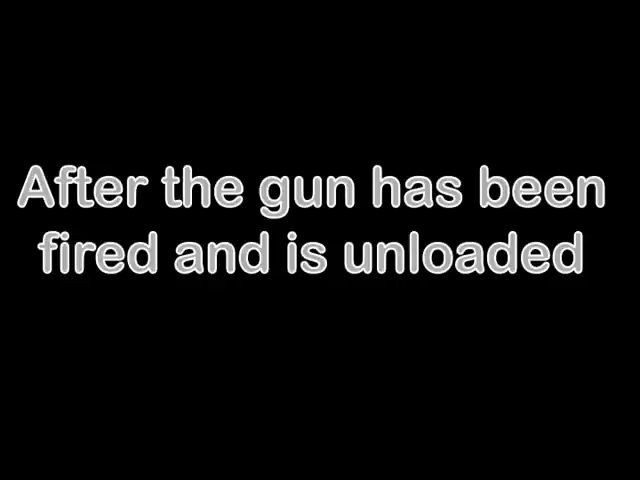 After the gun has been
fired and is unloaded